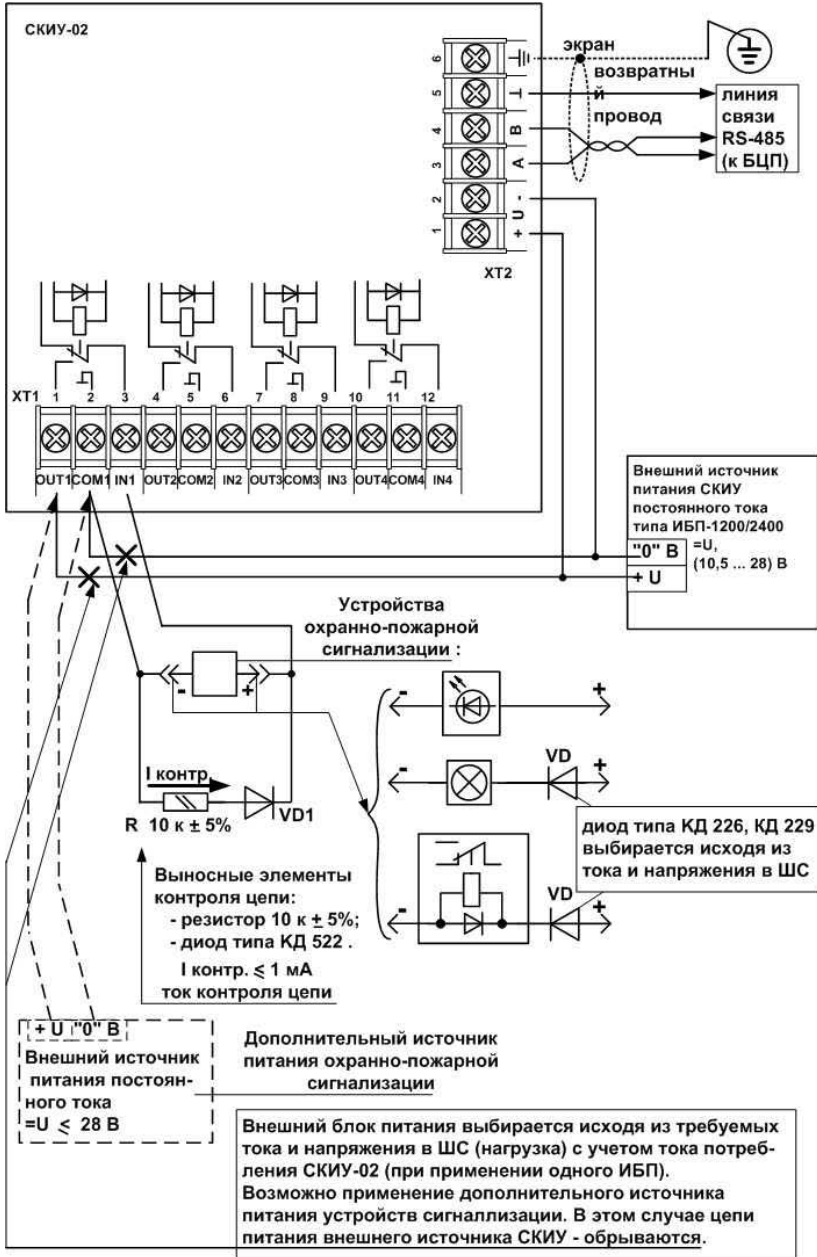 СКИУ-02
6
5
4
3
2
1
B
A
- U +
XT2
экран
возвратны
й
провод
линия
связи
RS-485
(к БЦП)
XT1 1 2 3 4 5 6 7 8 9 10 11 12
OUT1 COM1 IN1 OUT2 COM2 IN2 OUT3 COM3 IN3 OUT4 COM4 IN4
Внешний источник
питания СКИУ
постоянного тока
типа ИБП-1200/2400
"0" В
+ U
=U,
(10,5 ... 28) В
Устройства
охранно-пожарной
сигнализации :
- +
I контр.
R 10 к ± 5%
VD1
- +
- VD +
- VD +
диод типа КД 226, КД 229
выбирается исходя из
тока и напряжения в ШС
Выносные элементы
контроля цепи:
- резистор 10 к ± 5%;
- диод типа КД 522 .
I контр. ⩽ 1 мА
ток контроля цепи
+ U "0" В
Внешний источник
питания постоян-
ного тока
=U ⩽ 28 В
Дополнительный источник
питания охранно-пожарной
сигнализации
Внешний блок питания выбирается исходя из требуемых
тока и напряжения в ШС (нагрузка) с учетом тока потреб-
ления СКИУ-02 (при применении одного ИБП).
Возможно применение дополнительного источника
питания устройств сигналлизации. В этом случае цепи
питания внешнего источника СКИУ - обрываются.